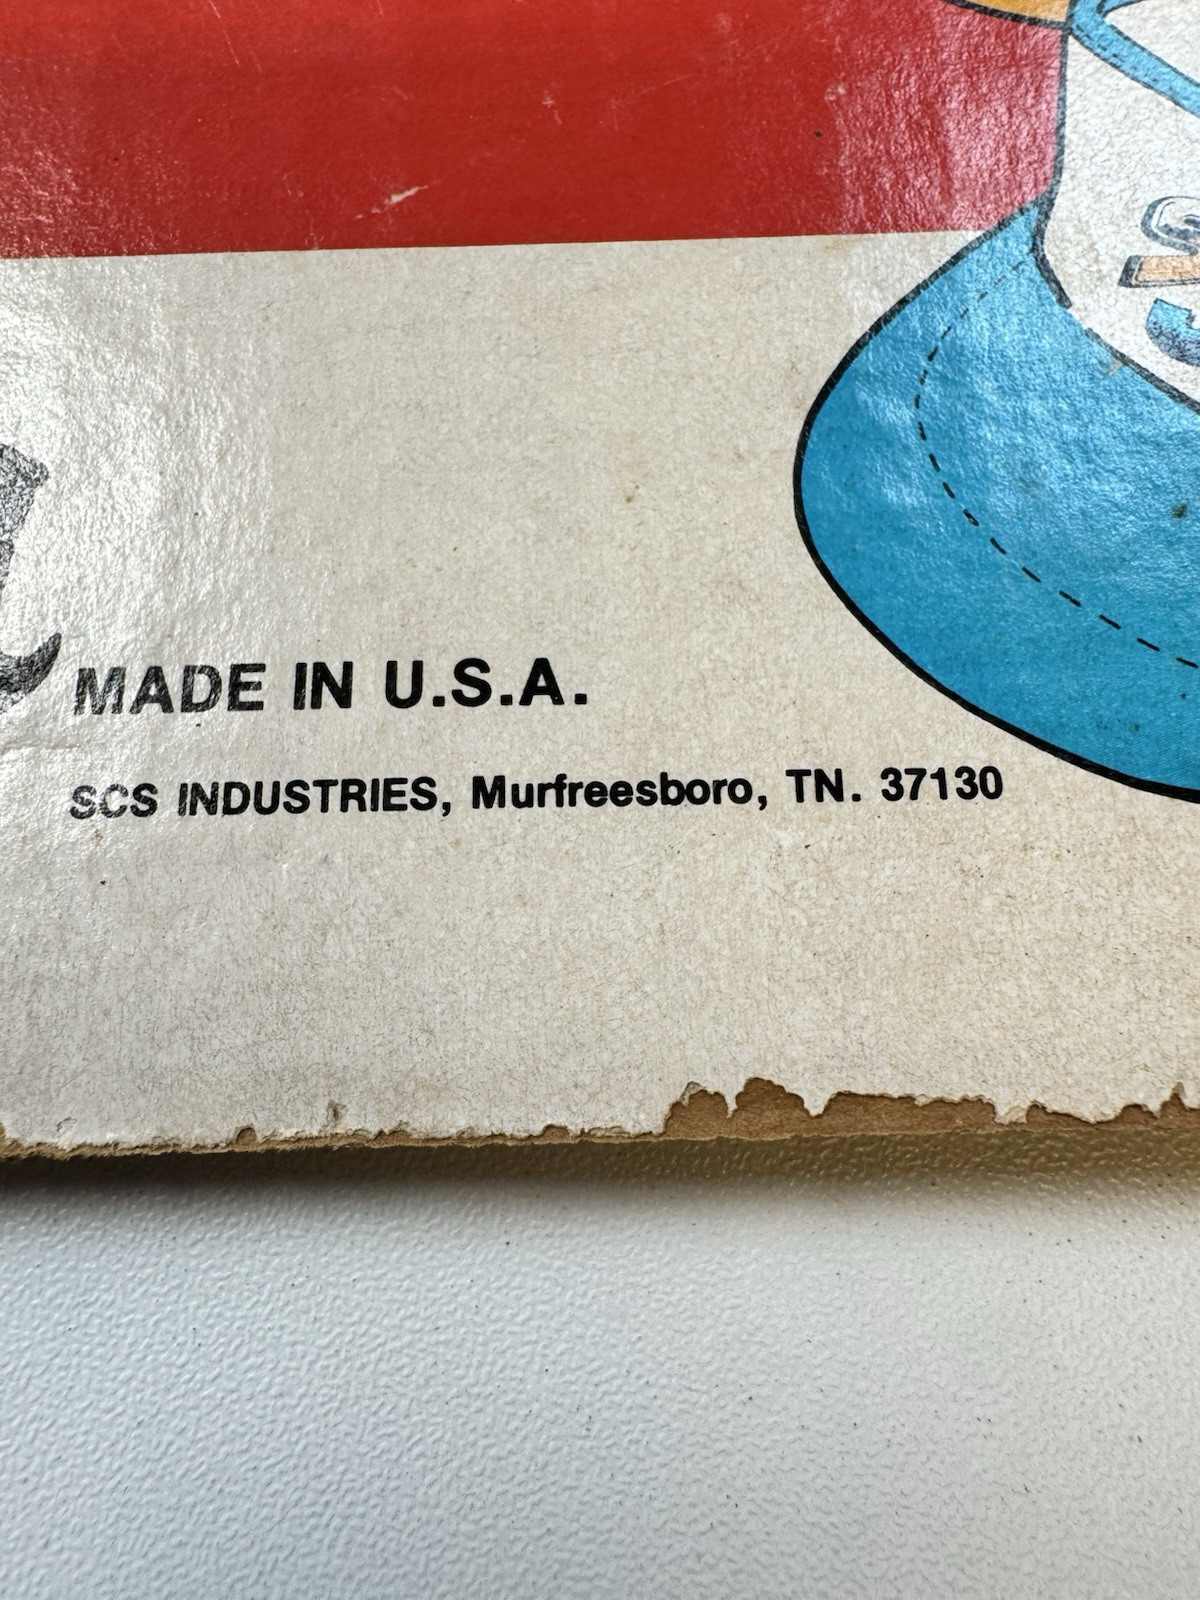 MADE IN U.S.A.
SCS INDUSTRIES, Murfreesboro, TN. 37130